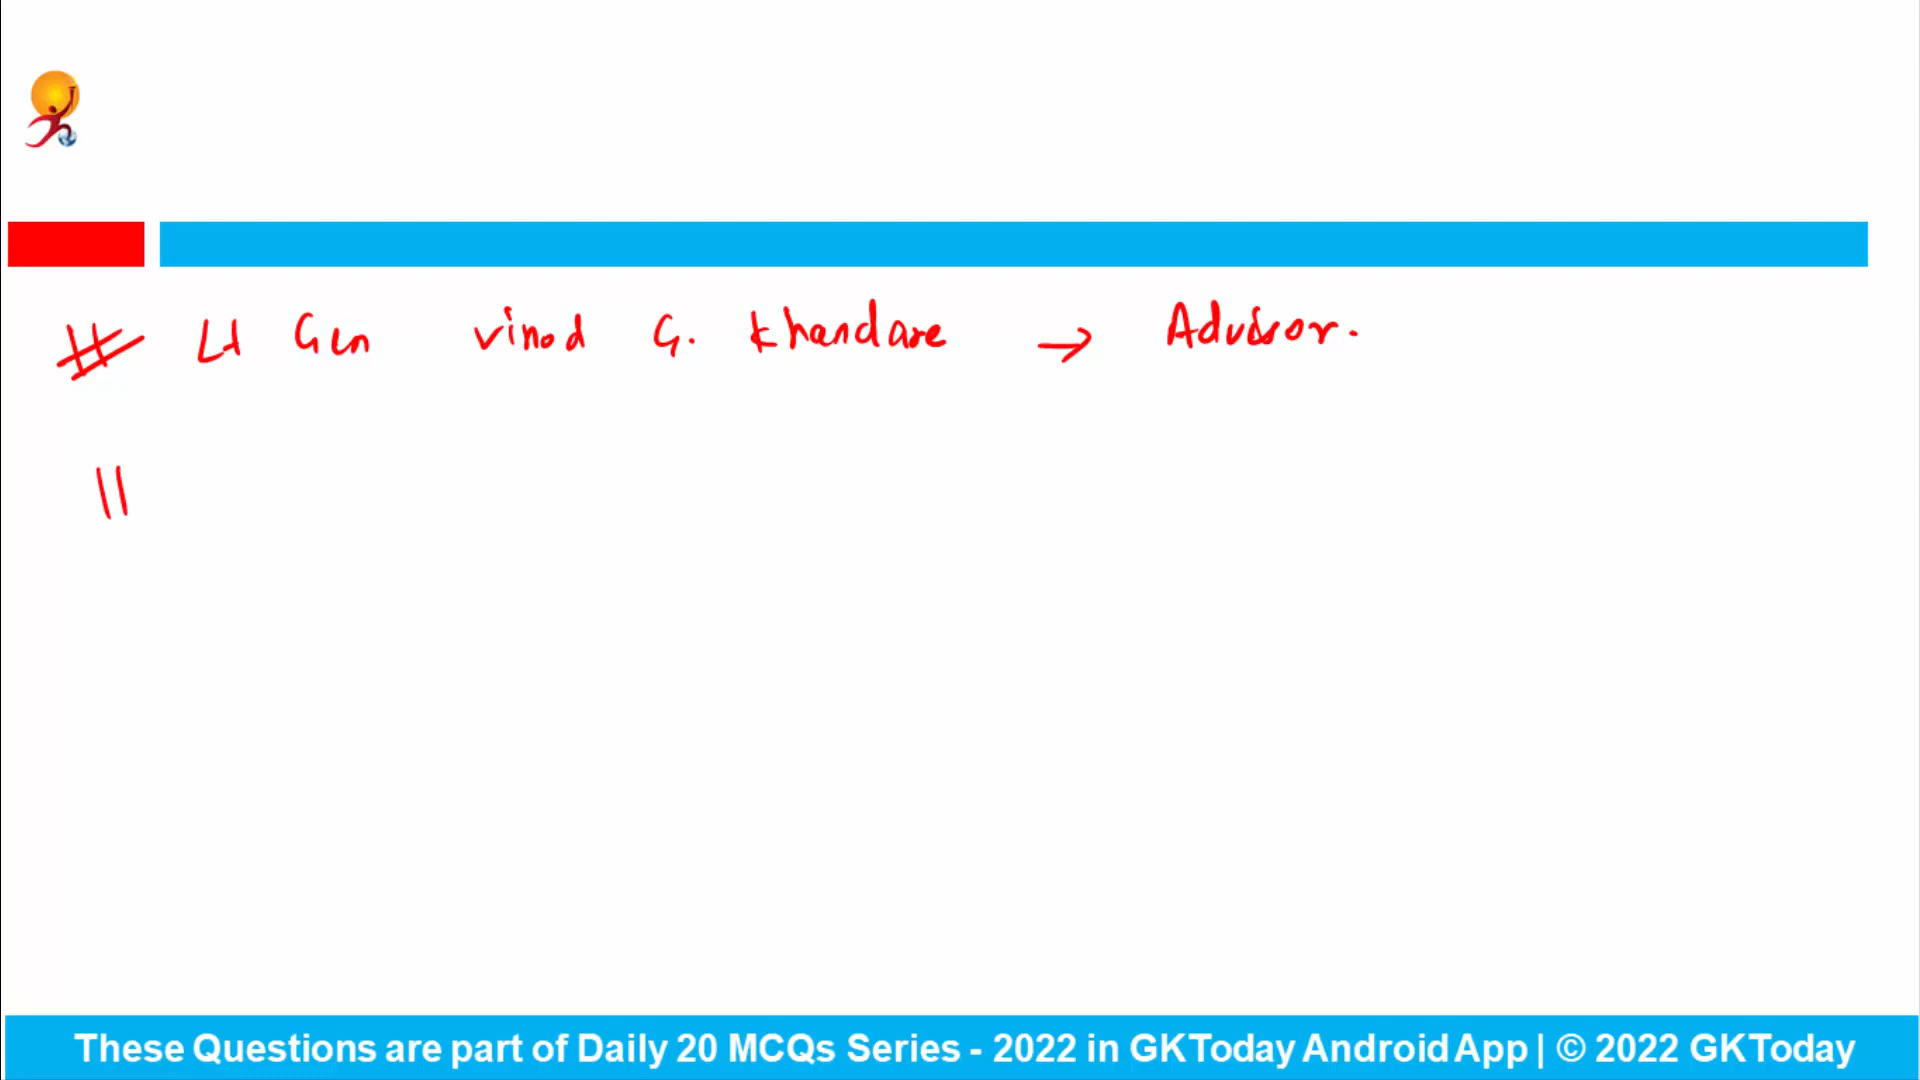 # Lt Gen vinod G. Khandare → Advisor.
These Questions are part of Daily 20 MCQs Series - 2022 in GKToday Android App | © 2022 GKToday